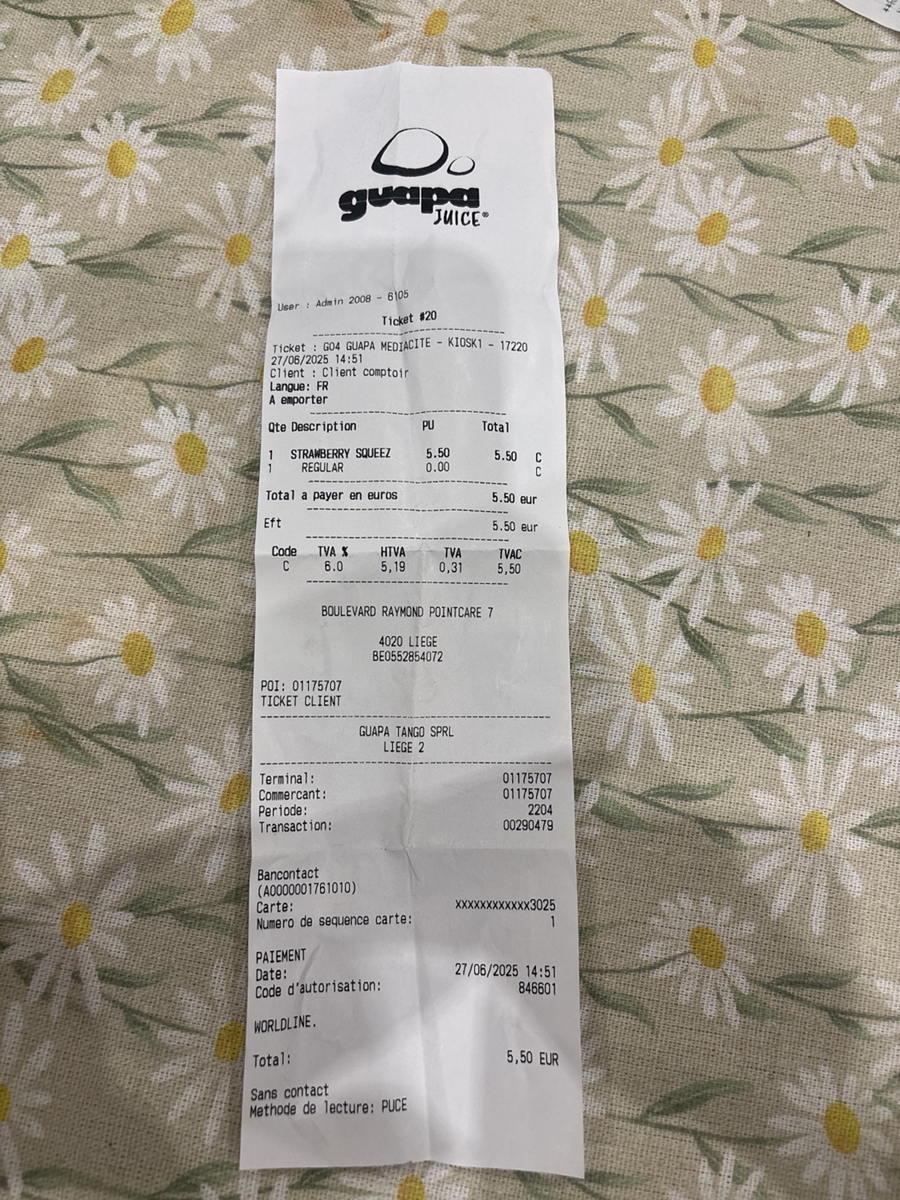 guapa
JUICE®
User : Admin 2008 - 6105
Ticket #20
Ticket : G04 GUAPA MEDIACITE - KIOSK1 - 17220
27/06/2025 14:51
Client : Client comptoir
Langue: FR
A emporter
Qte Description PU Total
1 STRAWBERRY SQUEEZ 5.50 5.50 C
1 REGULAR 0.00 C
Total a payer en euros 5.50 eur
Eft 5.50 eur
Code TVA % HTVA TVA TVAC
C 6.0 5,19 0,31 5,50
BOULEVARD RAYMOND POINTCARE 7
4020 LIEGE
BE0552854072
POI: 01175707
TICKET CLIENT
GUAPA TANGO SPRL
LIEGE 2
Terminal: 01175707
Commercant: 01175707
Periode: 2204
Transaction: 00290479
Bancontact
(A0000001761010)
Carte: xxxxxxxxxxxx3025
Numero de sequence carte: 1
PAIEMENT
Date: 27/06/2025 14:51
Code d'autorisation: 846601
WORLDLINE.
Total: 5,50 EUR
Sans contact
Methode de lecture: PUCE